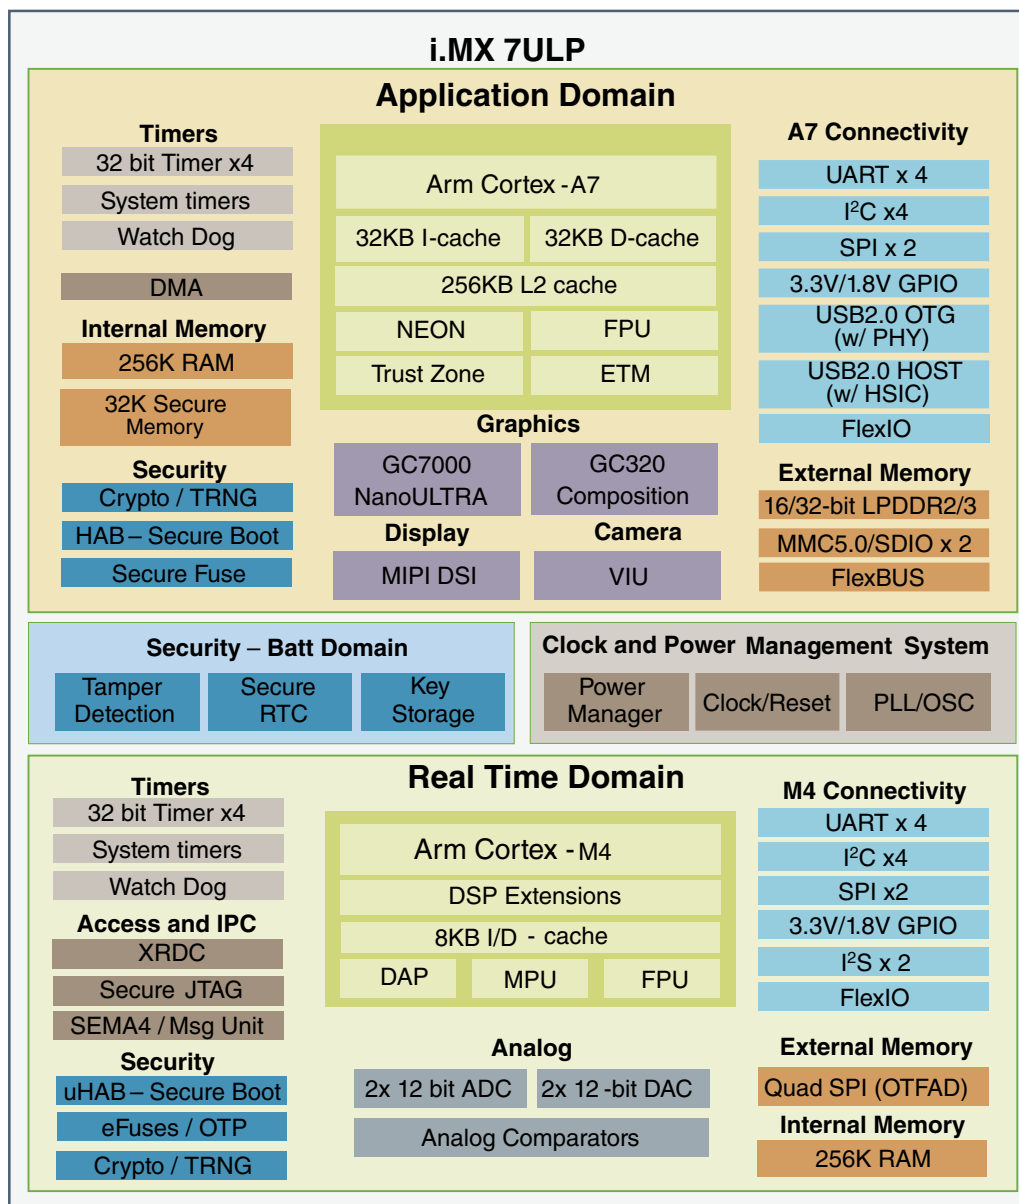 i.MX 7ULP
Application Domain
Timers
32 bit Timer x4
System timers
Watch Dog
DMA
Internal Memory
256K RAM
32K Secure
Memory
Security
Crypto / TRNG
HAB – Secure Boot
Secure Fuse
Arm Cortex -A7
32KB I-cache
32KB D-cache
256KB L2 cache
NEON
FPU
Trust Zone
ETM
Graphics
GC7000
NanoULTRA
GC320
Composition
Display
MIPI DSI
Camera
VIU
A7 Connectivity
UART x 4
I²C x4
SPI x 2
3.3V/1.8V GPIO
USB2.0 OTG
(w/ PHY)
USB2.0 HOST
(w/ HSIC)
FlexIO
External Memory
16/32-bit LPDDR2/3
MMC5.0/SDIO x 2
FlexBUS
Security – Batt Domain
Tamper
Detection
Secure
RTC
Key
Storage
Clock and Power Management System
Power
Manager
Clock/Reset
PLL/OSC
Real Time Domain
Timers
32 bit Timer x4
System timers
Watch Dog
Access and IPC
XRDC
Secure JTAG
SEMA4 / Msg Unit
Security
uHAB – Secure Boot
eFuses / OTP
Crypto / TRNG
Arm Cortex - M4
DSP Extensions
8KB I/D - cache
DAP
MPU
FPU
Analog
2x 12 bit ADC
2x 12 -bit DAC
Analog Comparators
M4 Connectivity
UART x 4
I²C x4
SPI x2
3.3V/1.8V GPIO
I²S x 2
FlexIO
External Memory
Quad SPI (OTFAD)
Internal Memory
256K RAM